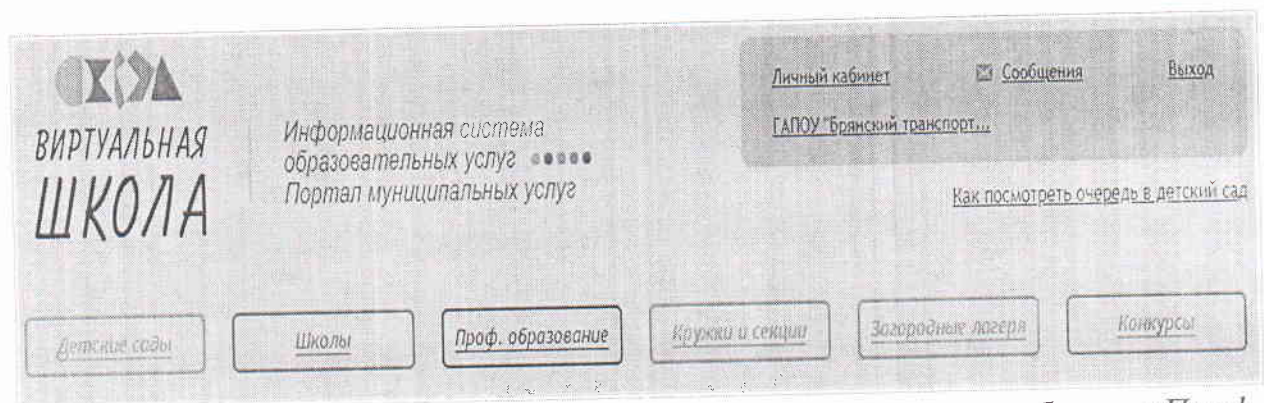 ВИРТУАЛЬНАЯ
ШКОЛА
Информационная система
образовательных услуг
Портал муниципальных услуг
Личный кабинет
Сообщения
Выход
ГАПОУ "Брянский транспорт...
Как посмотреть очередь в детский сад
Детские сады
Школы
Проф. образование
Кружки и секции
Загородные лагеря
Конкурсы